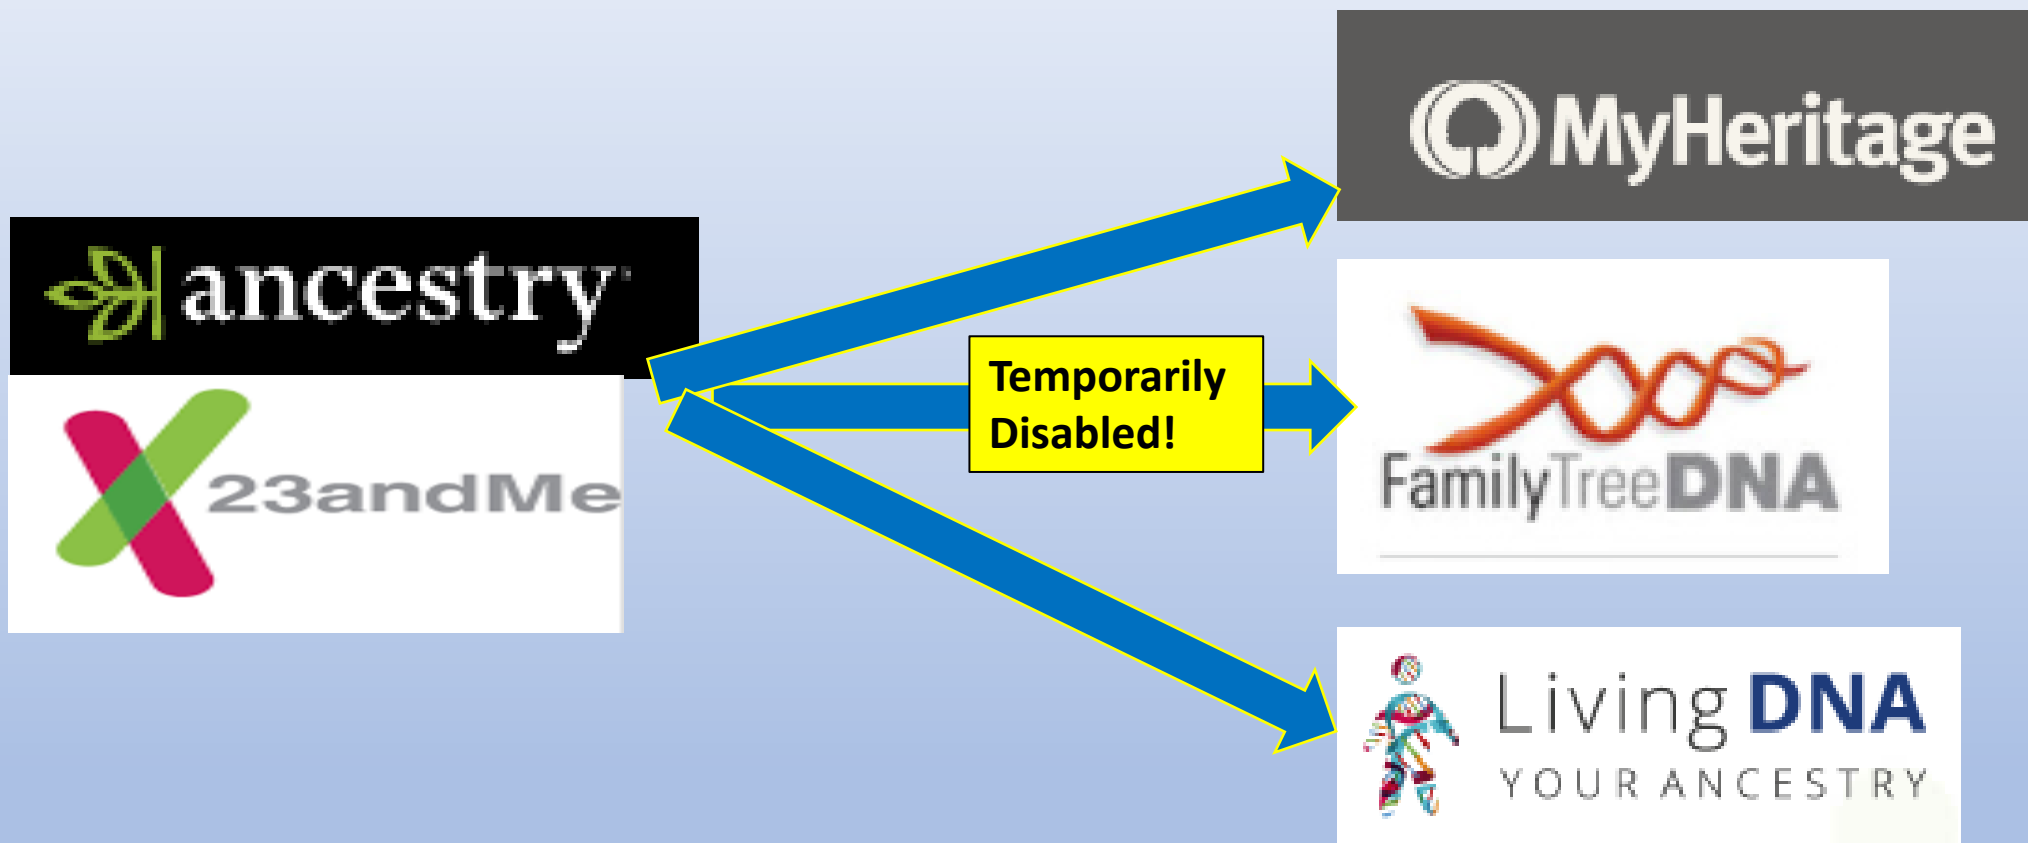 ancestry
23andMe
Temporarily
Disabled!
MyHeritage
FamilyTreeDNA
Living DNA
YOUR ANCESTRY